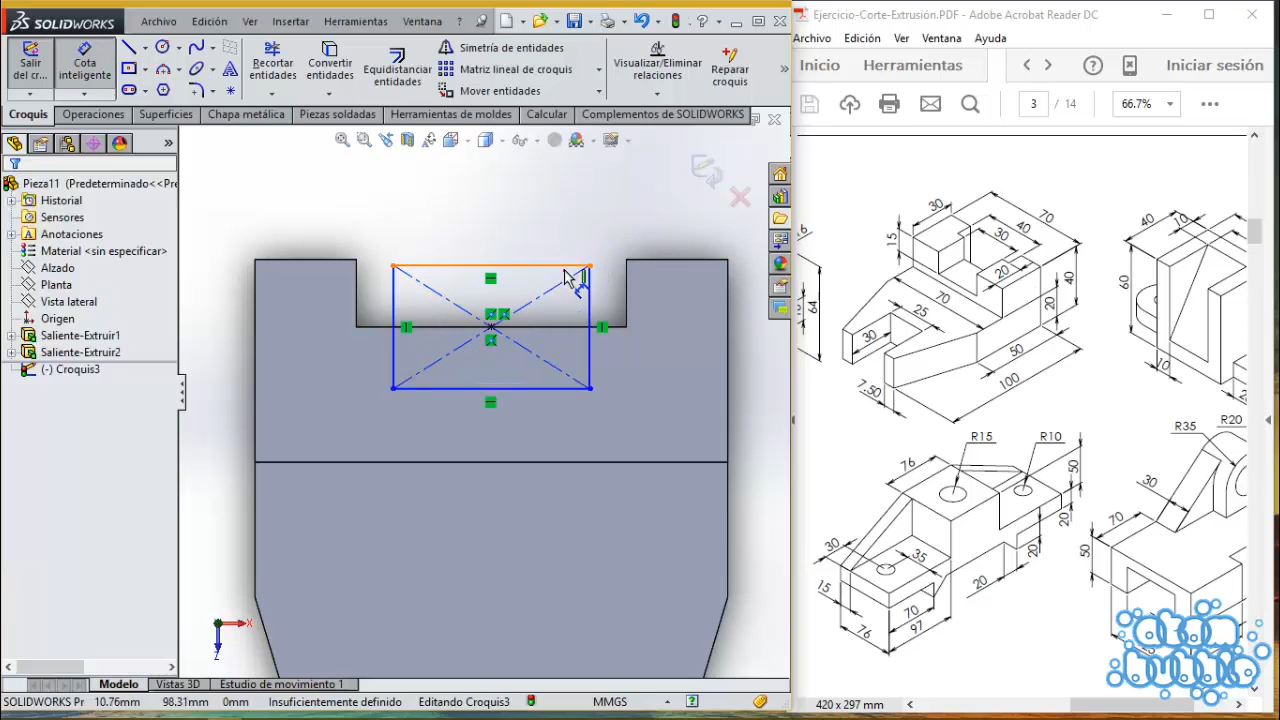 SOLIDWORKS
Archivo Edición Ver Insertar Herramientas Ventana ?
Salir del cr...
Cota inteligente
Recortar entidades
Convertir entidades
Equidistanciar entidades
Simetría de entidades
Matriz lineal de croquis
Mover entidades
Visualizar/Eliminar relaciones
Reparar croquis
Croquis Operaciones Superficies Chapa metálica Piezas soldadas Herramientas de moldes Calcular Complementos de SOLIDWORKS
Pieza11 (Predeterminado<<Pre
Historial
Sensores
Anotaciones
Material <sin especificar>
Alzado
Planta
Vista lateral
Origen
Saliente-Extruir1
Saliente-Extruir2
(-) Croquis3
X
Z
Modelo Vistas 3D Estudio de movimiento 1
SOLIDWORKS Pr 10.76mm 98.31mm 0mm Insuficientemente definido Editando Croquis3 MMGS
Ejercicio-Corte-Extrusión.PDF - Adobe Acrobat Reader DC
Archivo Edición Ver Ventana Ayuda
Inicio Herramientas Iniciar sesión
3 / 14 66.7%
30 70 40 30 15 20 40 70 20 64 25 30 50 100 7.50
40 10 60 10
R15 R10 76 50 20 20 30 35 20 15 70 76 97
R35 R20 30 70 50
atom
420 x 297 mm